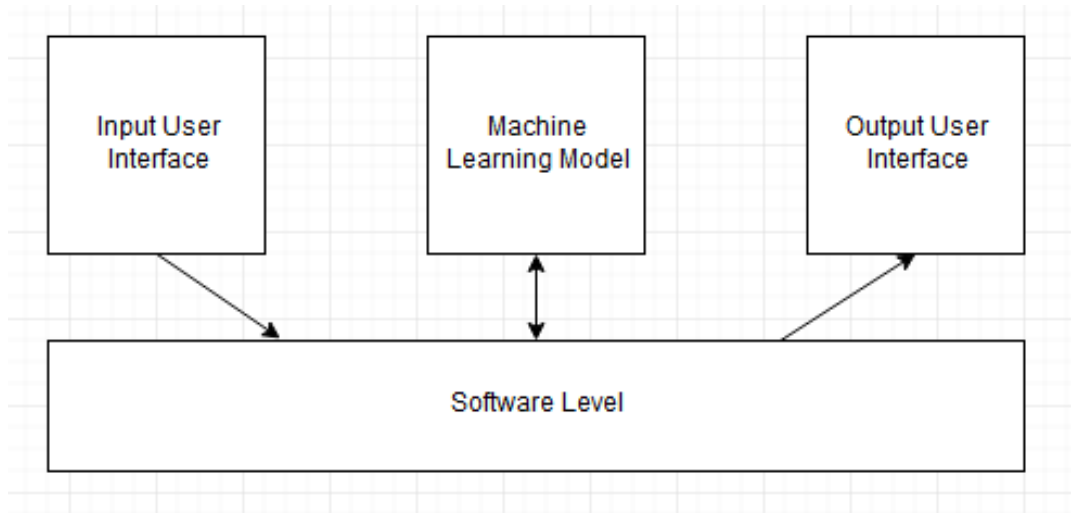 Input User
Interface
Machine
Learning Model
Output User
Interface
Software Level